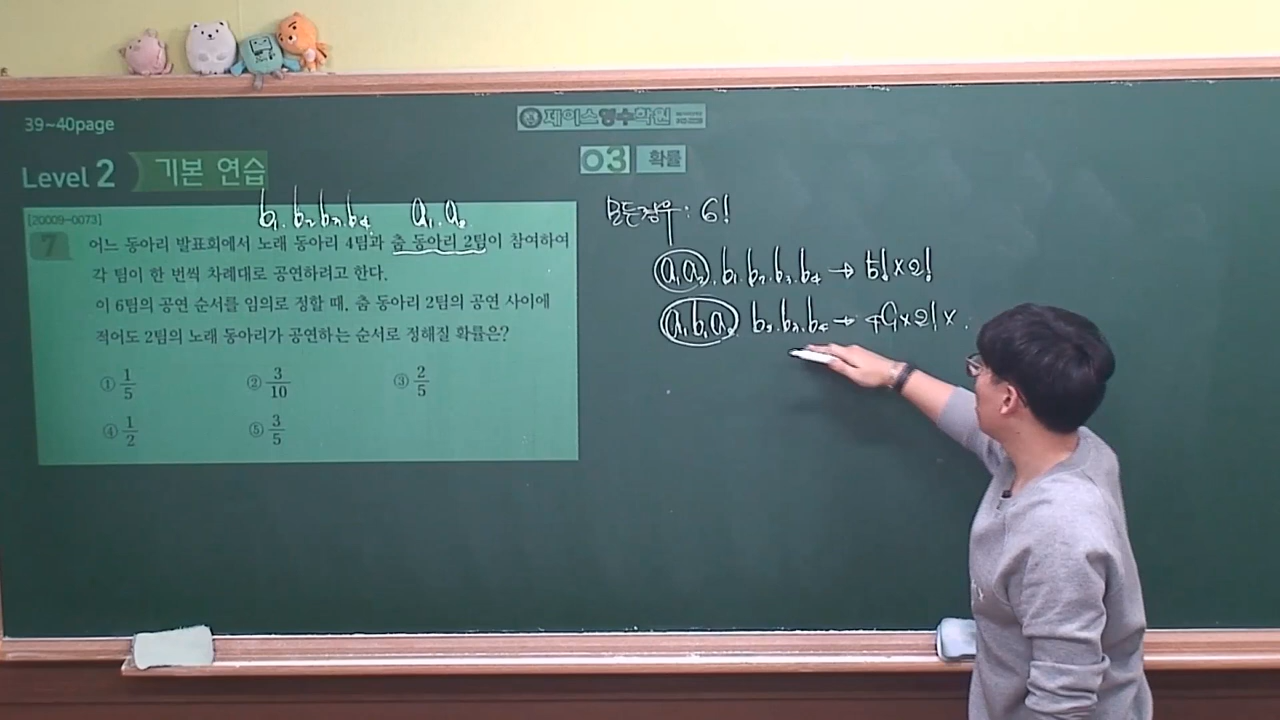 39~40page
제이스영수학원
Level 2 기본 연습
03 확률
[20009-0073]
b₁. b₂ b₃. b₄ a₁. a₂
7 어느 동아리 발표회에서 노래 동아리 4팀과 춤 동아리 2팀이 참여하여
각 팀이 한 번씩 차례대로 공연하려고 한다.
이 6팀의 공연 순서를 임의로 정할 때, 춤 동아리 2팀의 공연 사이에
적어도 2팀의 노래 동아리가 공연하는 순서로 정해질 확률은?
① 1/5 ② 3/10 ③ 2/5
④ 1/2 ⑤ 3/5
모든경우: 6!
a₁a₂. b₁ b₂. b₃. b₄ → 5!×2!
a₁ b₁ a₂ b₂. b₃. b₄ → 4!×2!×